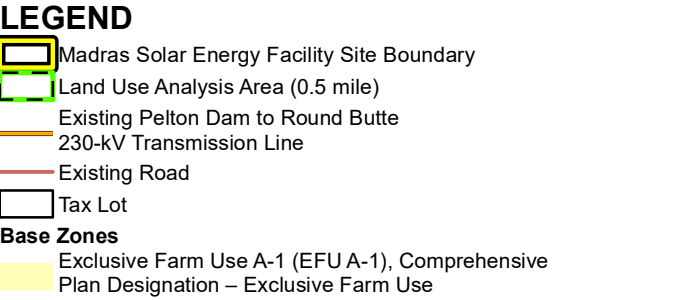 LEGEND
Madras Solar Energy Facility Site Boundary
Land Use Analysis Area (0.5 mile)
Existing Pelton Dam to Round Butte
230-kV Transmission Line
Existing Road
Tax Lot
Base Zones
Exclusive Farm Use A-1 (EFU A-1), Comprehensive
Plan Designation – Exclusive Farm Use